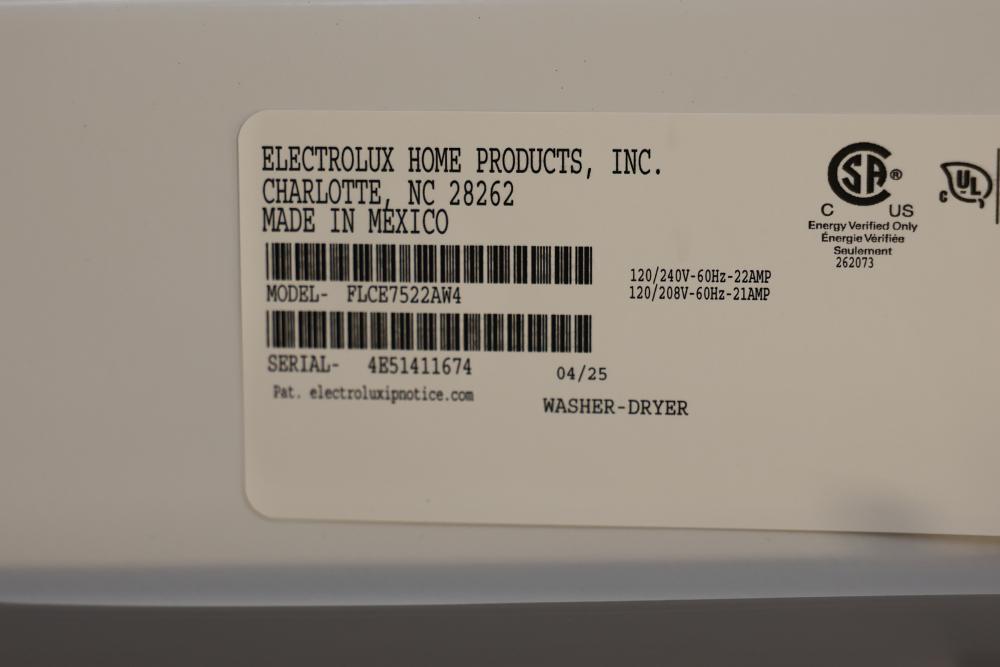 ELECTROLUX HOME PRODUCTS, INC.
CHARLOTTE, NC 28262
MADE IN MEXICO
MODEL- FLCE7522AW4
SERIAL- 4E51411674
04/25
Pat. electroluxipnotice.com
WASHER-DRYER
120/240V-60Hz-22AMP
120/208V-60Hz-21AMP
SA ®
C US
Energy Verified Only
Énergie Vérifiée
Seulement
262073
C UL